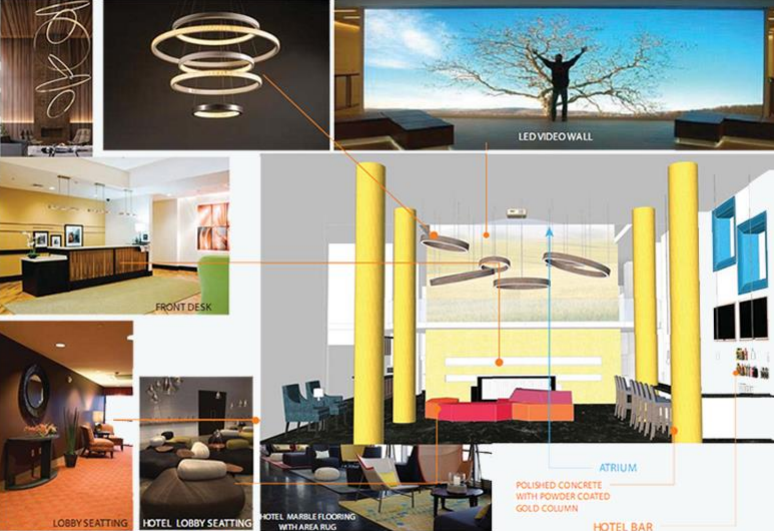 LED VIDEO WALL
FRONT DESK
LOBBY SEATTING
HOTEL LOBBY SEATTING
HOTEL MARBLE FLOORING
WITH AREA RUG
ATRIUM
POLISHED CONCRETE
WITH POWDER COATED
GOLD COLUMN
HOTEL BAR